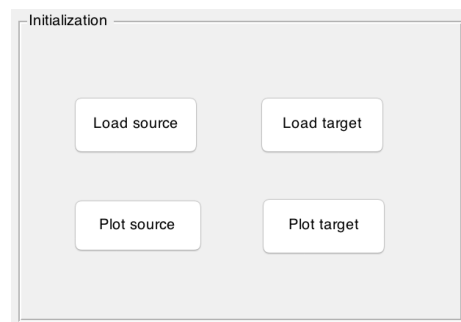 Initialization
Load source
Load target
Plot source
Plot target